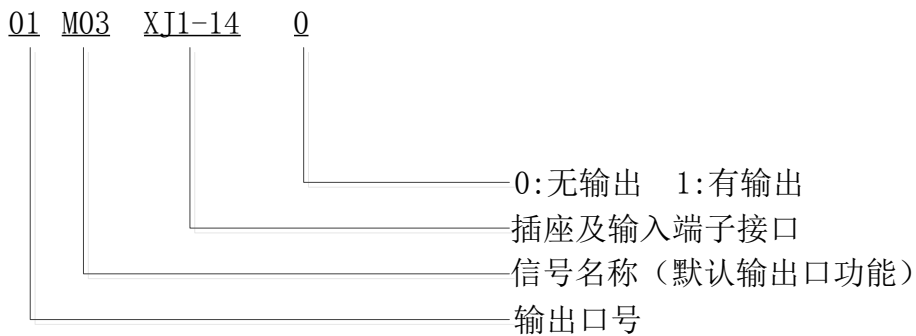 01 M03 XJ1-14 0
0:无输出 1:有输出
插座及输入端子接口
信号名称（默认输出口功能）
输出口号